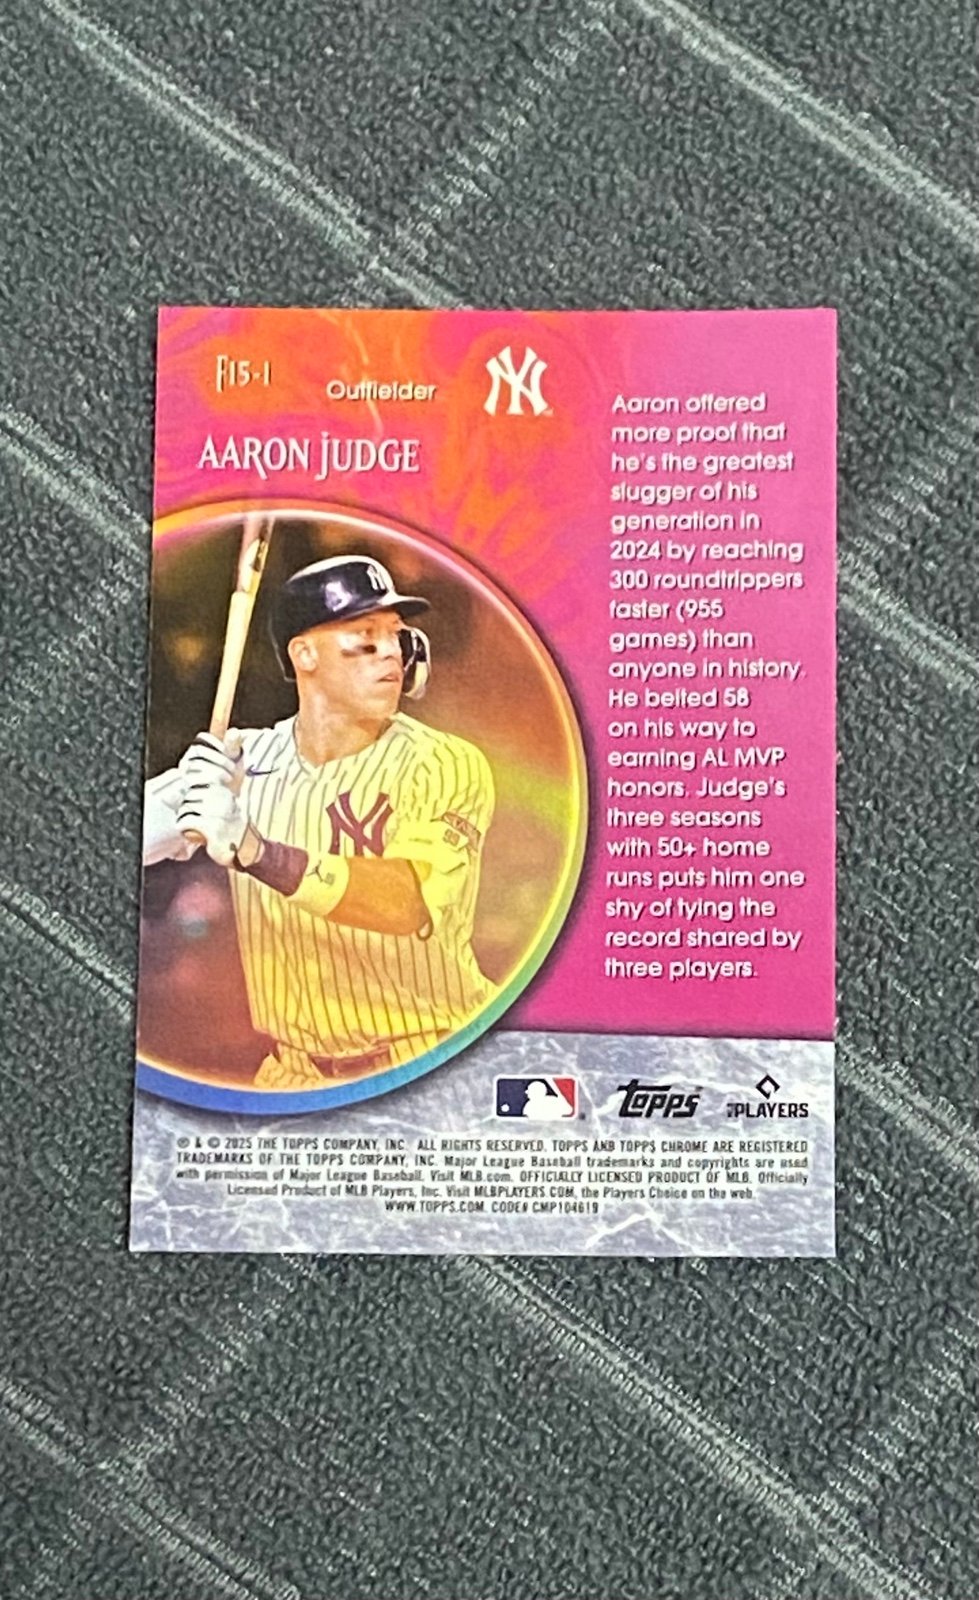 F15-1
Outfielder
NY
AARON JUDGE
Aaron offered
more proof that
he's the greatest
slugger of his
generation in
2024 by reaching
300 roundtrippers
faster (955
games) than
anyone in history.
He belted 58
on his way to
earning AL MVP
honors. Judge's
three seasons
with 50+ home
runs puts him one
shy of tying the
record shared by
three players.
NY
NY
topps
PLAYERS
℗ & © 2025 THE TOPPS COMPANY, INC. ALL RIGHTS RESERVED. TOPPS AND TOPPS CHROME ARE REGISTERED
TRADEMARKS OF THE TOPPS COMPANY, INC. Major League Baseball trademarks and copyrights are used
with permission of Major League Baseball. Visit MLB.com. OFFICIALLY LICENSED PRODUCT OF MLB. Officially
Licensed Product of MLB Players, Inc. Visit MLBPLAYERS.COM, the Players Choice on the web.
WWW.TOPPS.COM. CODE# CMP104619